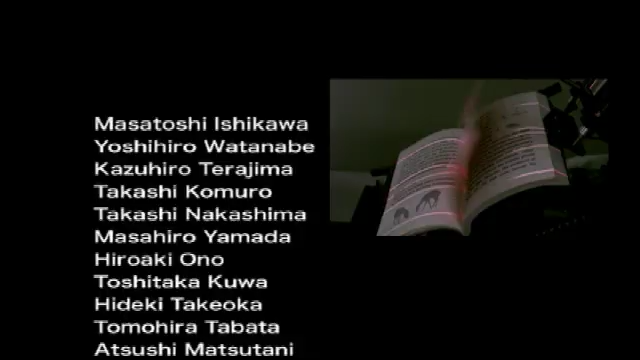 Masatoshi Ishikawa
Yoshihiro Watanabe
Kazuhiro Terajima
Takashi Komuro
Takashi Nakashima
Masahiro Yamada
Hiroaki Ono
Toshitaka Kuwa
Hideki Takeoka
Tomohira Tabata
Atsushi Matsutani